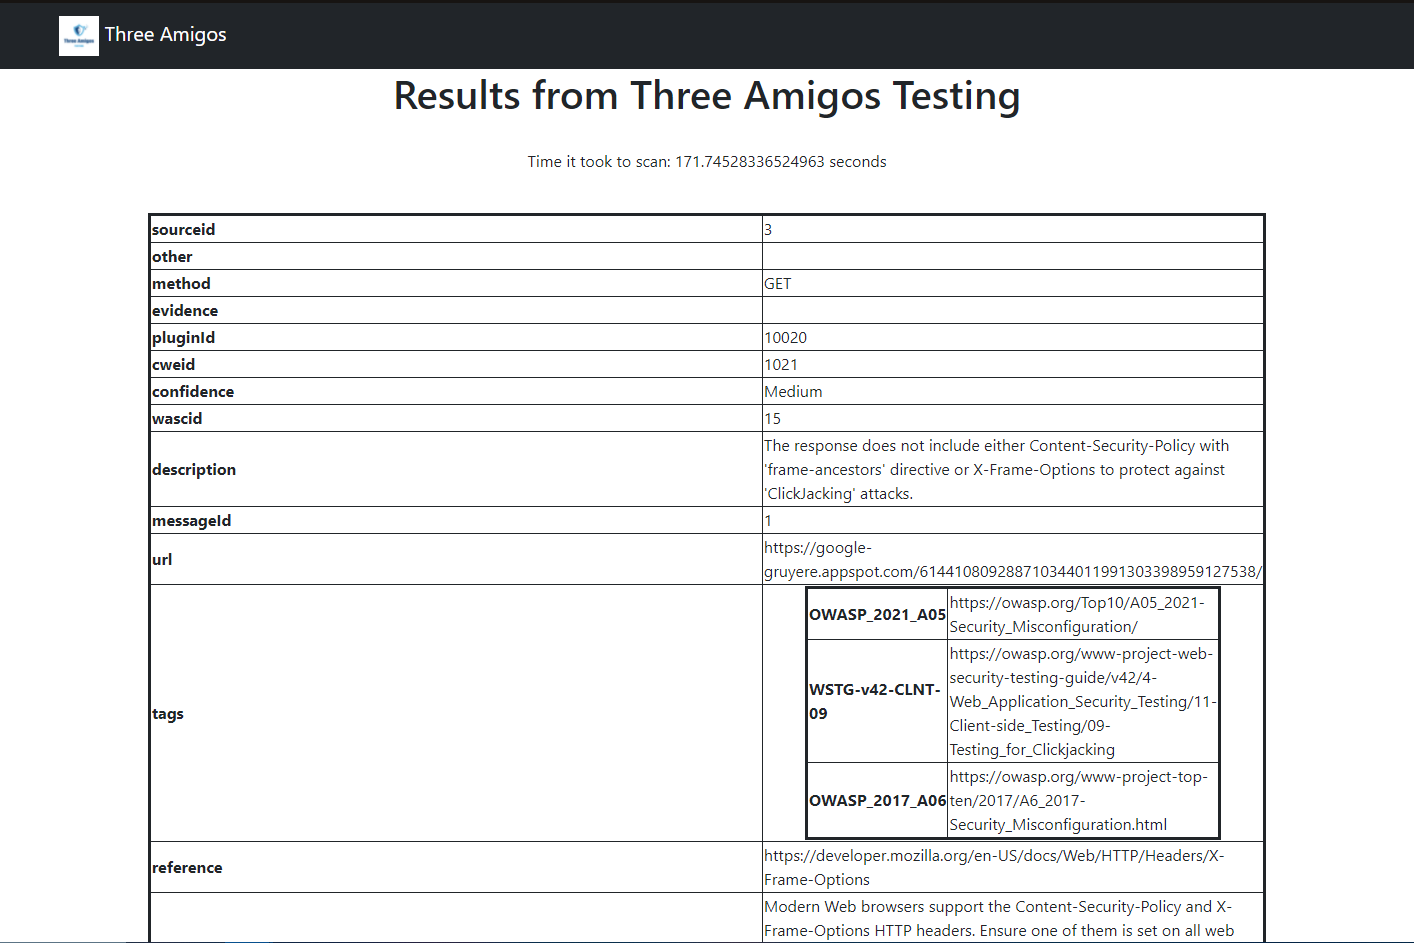 Three Amigos
Three Amigos
Results from Three Amigos Testing
Time it took to scan: 171.74528336524963 seconds
sourceid 3
other
method GET
evidence
pluginId 10020
cweid 1021
confidence Medium
wascid 15
description
The response does not include either Content-Security-Policy with
'frame-ancestors' directive or X-Frame-Options to protect against
'ClickJacking' attacks.
messageId 1
url
https://google-
gruyere.appspot.com/614410809288710344011991303398959127538/
tags
OWASP_2021_A05
https://owasp.org/Top10/A05_2021-
Security_Misconfiguration/
WSTG-v42-CLNT-
09
https://owasp.org/www-project-web-
security-testing-guide/v42/4-
Web_Application_Security_Testing/11-
Client-side_Testing/09-
Testing_for_Clickjacking
OWASP_2017_A06
https://owasp.org/www-project-top-
ten/2017/A6_2017-
Security_Misconfiguration.html
reference
https://developer.mozilla.org/en-US/docs/Web/HTTP/Headers/X-
Frame-Options
Modern Web browsers support the Content-Security-Policy and X-
Frame-Options HTTP headers. Ensure one of them is set on all web